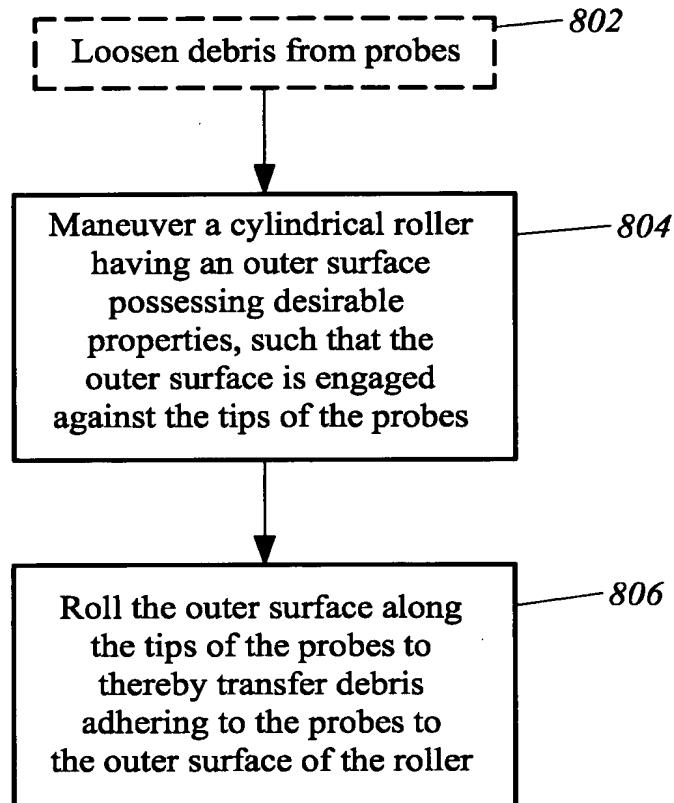 802
Loosen debris from probes
804
Maneuver a cylindrical roller
having an outer surface
possessing desirable
properties, such that the
outer surface is engaged
against the tips of the probes
806
Roll the outer surface along
the tips of the probes to
thereby transfer debris
adhering to the probes to
the outer surface of the roller